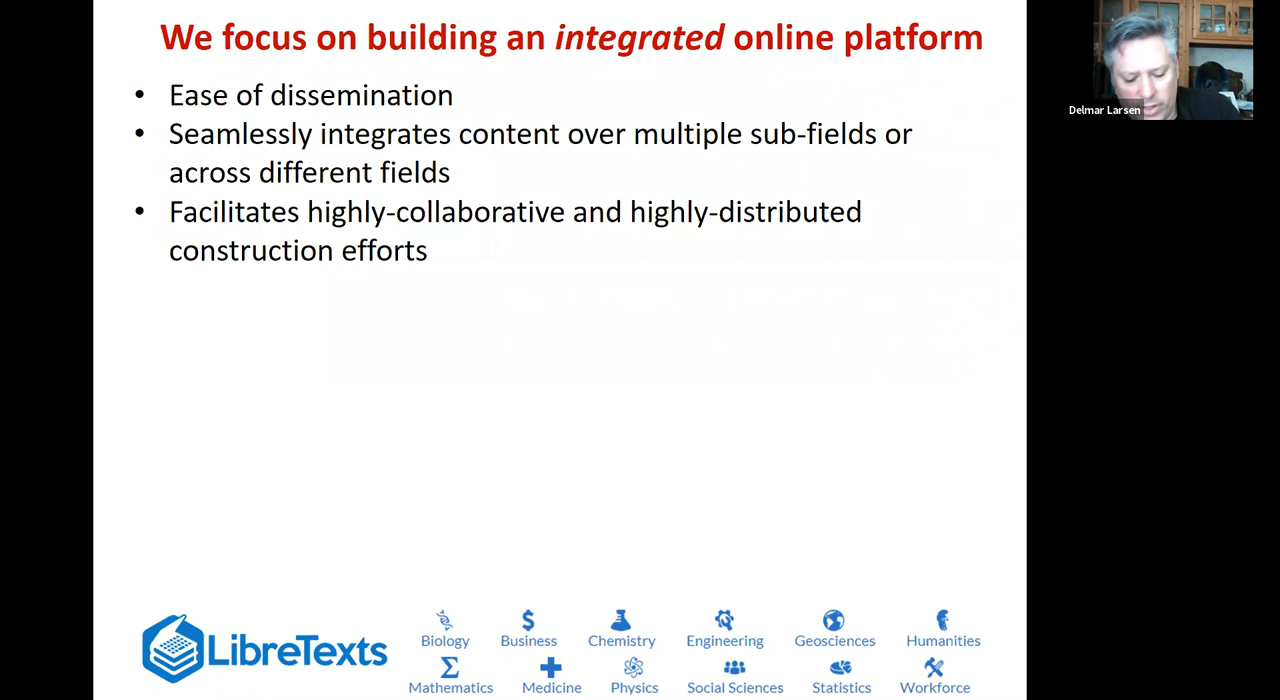 We focus on building an integrated online platform
• Ease of dissemination
• Seamlessly integrates content over multiple sub-fields or
across different fields
• Facilitates highly-collaborative and highly-distributed
construction efforts
Delmar Larsen
LibreTexts
Biology Business Chemistry Engineering Geosciences Humanities
Mathematics Medicine Physics Social Sciences Statistics Workforce